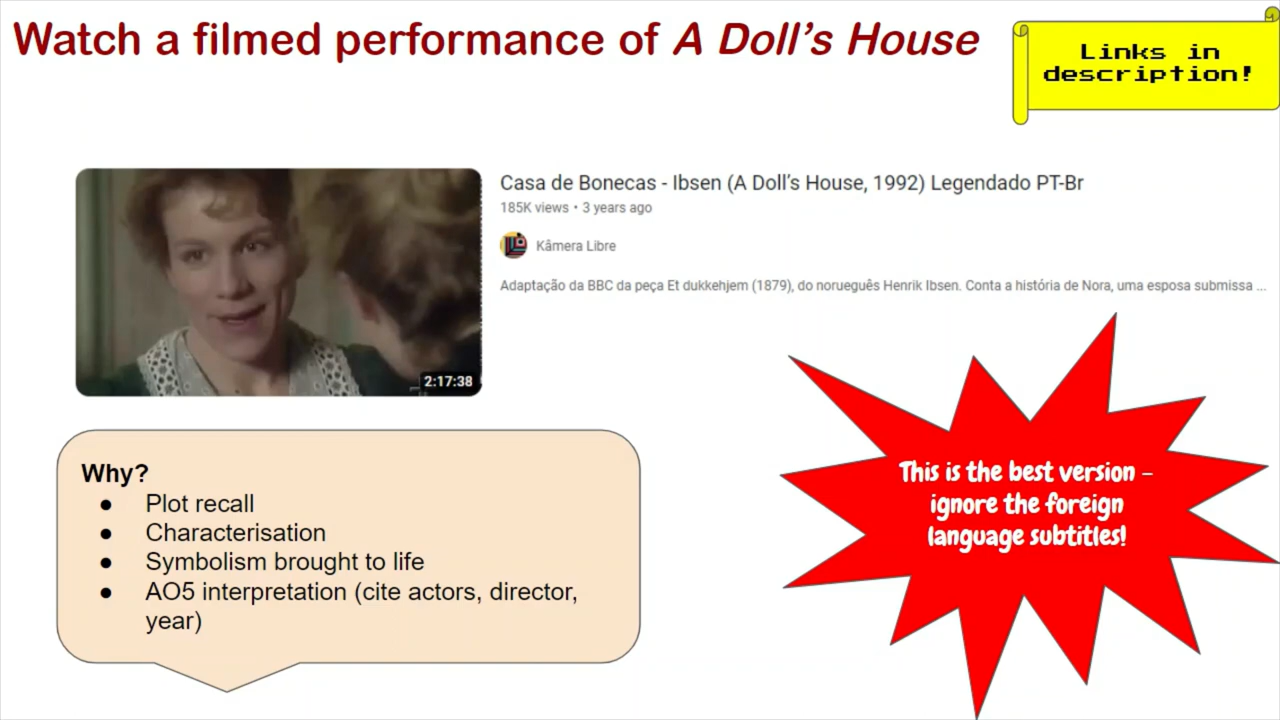 Watch a filmed performance of A Doll's House
Links in
description!
Casa de Bonecas - Ibsen (A Doll's House, 1992) Legendado PT-Br
185K views • 3 years ago
Kâmera Libre
Adaptação da BBC da peça Et dukkehjem (1879), do norueguês Henrik Ibsen. Conta a história de Nora, uma esposa submissa ...
2:17:38
This is the best version –
ignore the foreign
language subtitles!
Why?
● Plot recall
● Characterisation
● Symbolism brought to life
● AO5 interpretation (cite actors, director,
year)